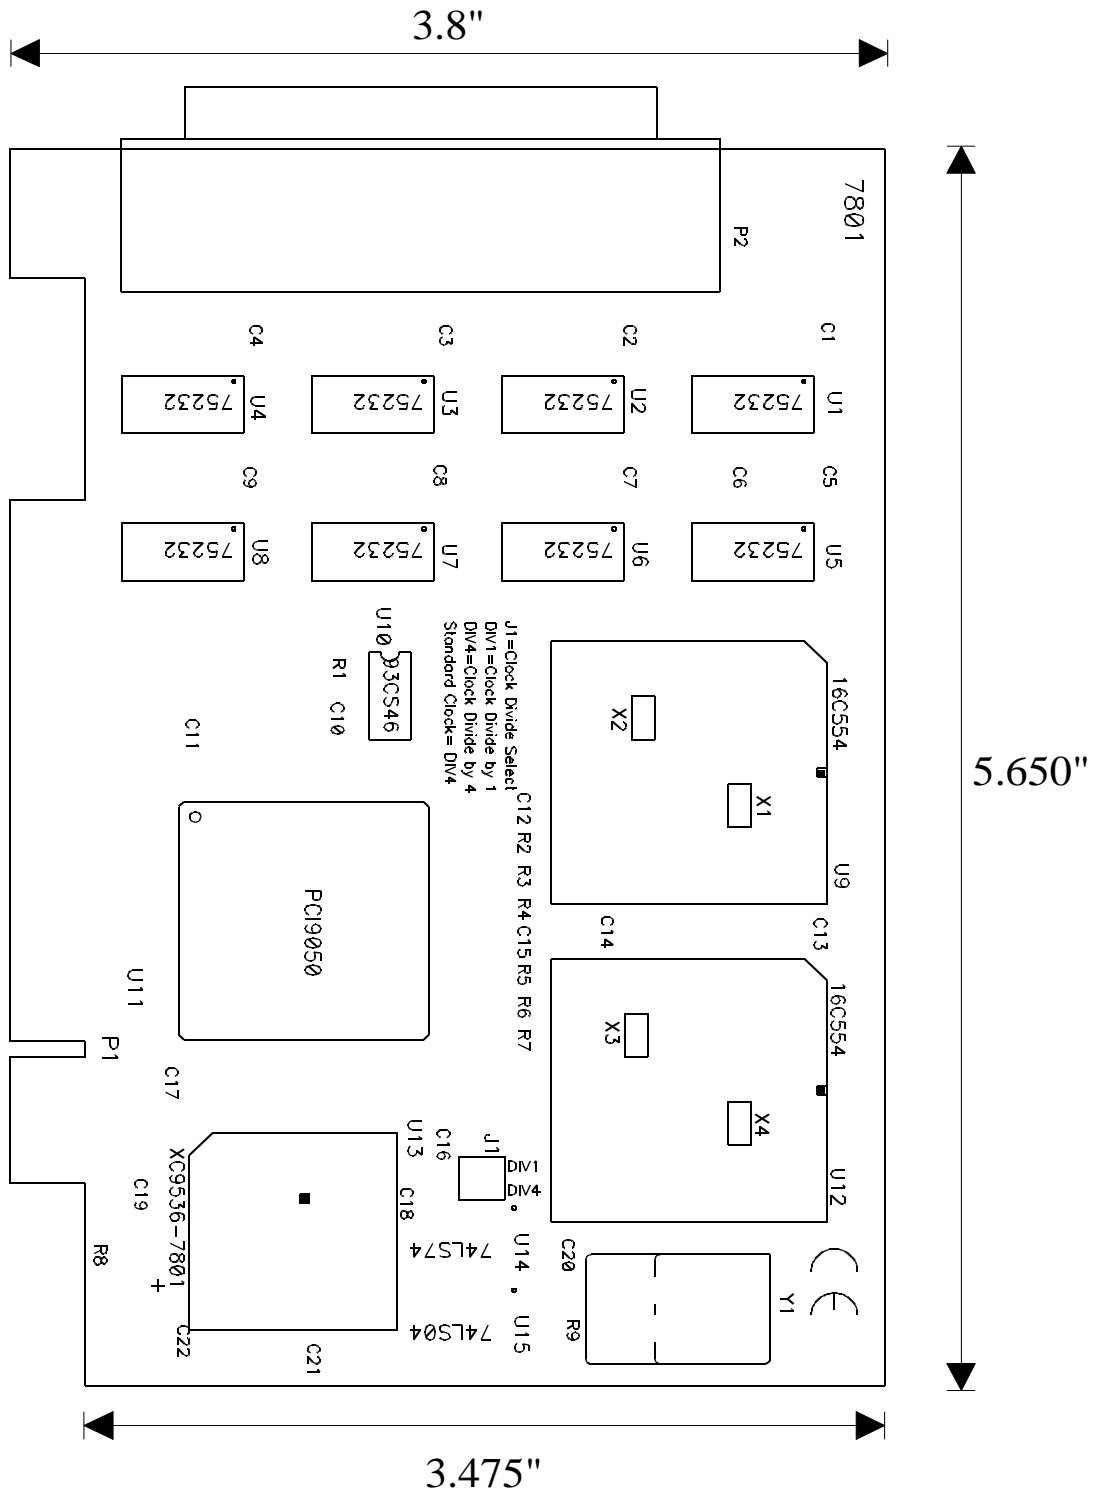 3.8"
7801
P2
C4
C3
C2
C1
75232
U4
75232
U3
75232
U2
75232
U1
C9
C8
C7
C6
C5
75232
U8
75232
U7
75232
U6
75232
U5
U10
93CS46
R1
C10
C11
J1=Clock Divide Select
DIV1=Clock Divide by 1
DIV4=Clock Divide by 4
Standard Clock= DIV4
16C554
X2
X1
U9
5.650"
C12
R2
R3
R4
C15
R5
R6
R7
PCI9050
U11
C14
C13
16C554
X3
X4
U12
P1
C17
U13
C16
J1
DIV1
DIV4
XC9536-7801
C19
C18
R8
+
74LS74
U14
74LS04
U15
C20
R9
Y1
CE
C22
C21
3.475"